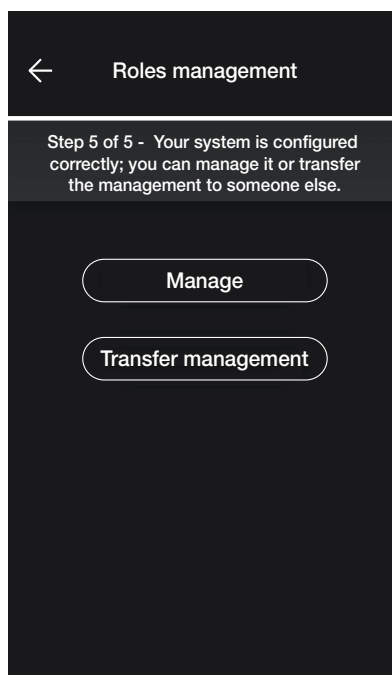 Roles management
Step 5 of 5 - Your system is configured
correctly; you can manage it or transfer
the management to someone else.
Manage
Transfer management